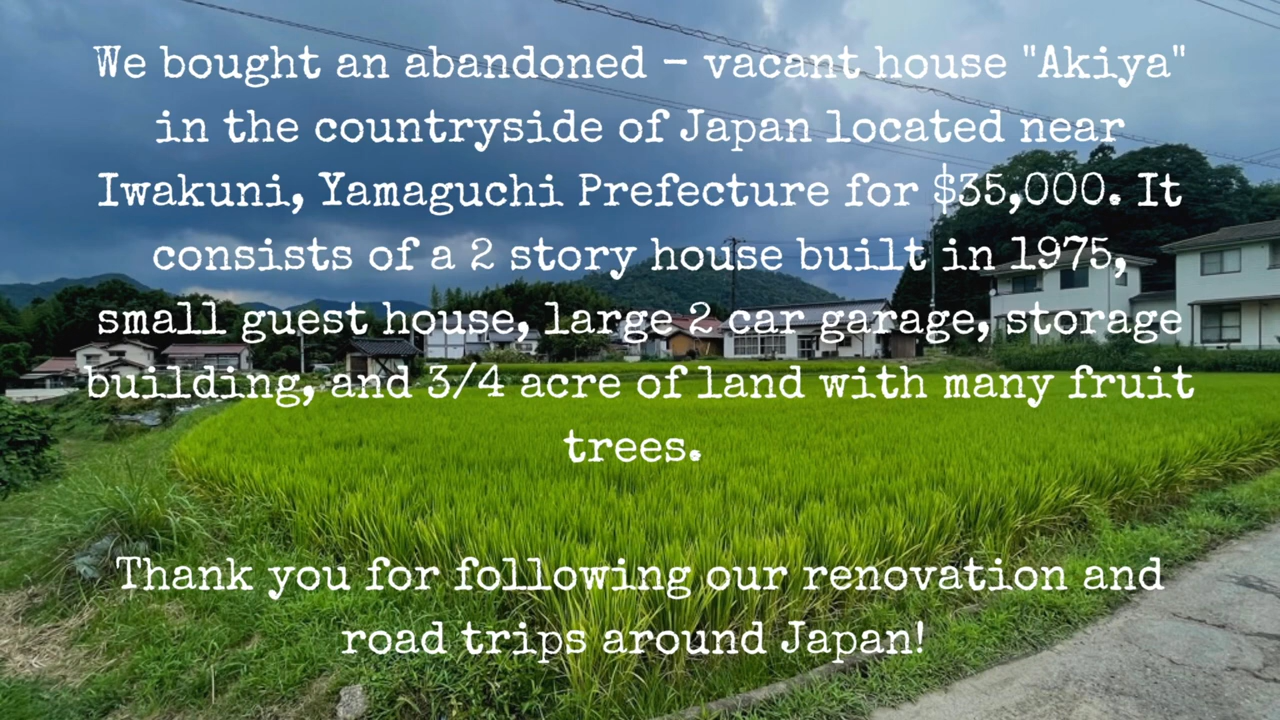 We bought an abandoned - vacant house "Akiya"
in the countryside of Japan located near
Iwakuni, Yamaguchi Prefecture for $35,000. It
consists of a 2 story house built in 1975,
small guest house, large 2 car garage, storage
building, and 3/4 acre of land with many fruit
trees.
Thank you for following our renovation and
road trips around Japan!